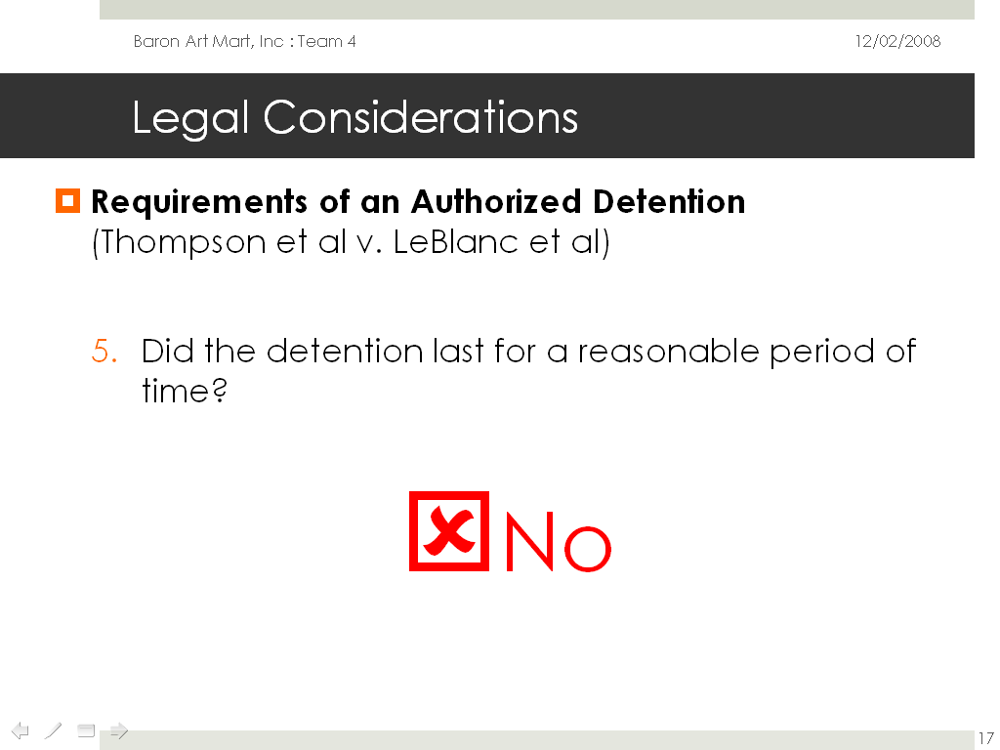 Baron Art Mart, Inc : Team 4
12/02/2008
Legal Considerations
Requirements of an Authorized Detention
(Thompson et al v. LeBlanc et al)
5. Did the detention last for a reasonable period of
time?
No
17